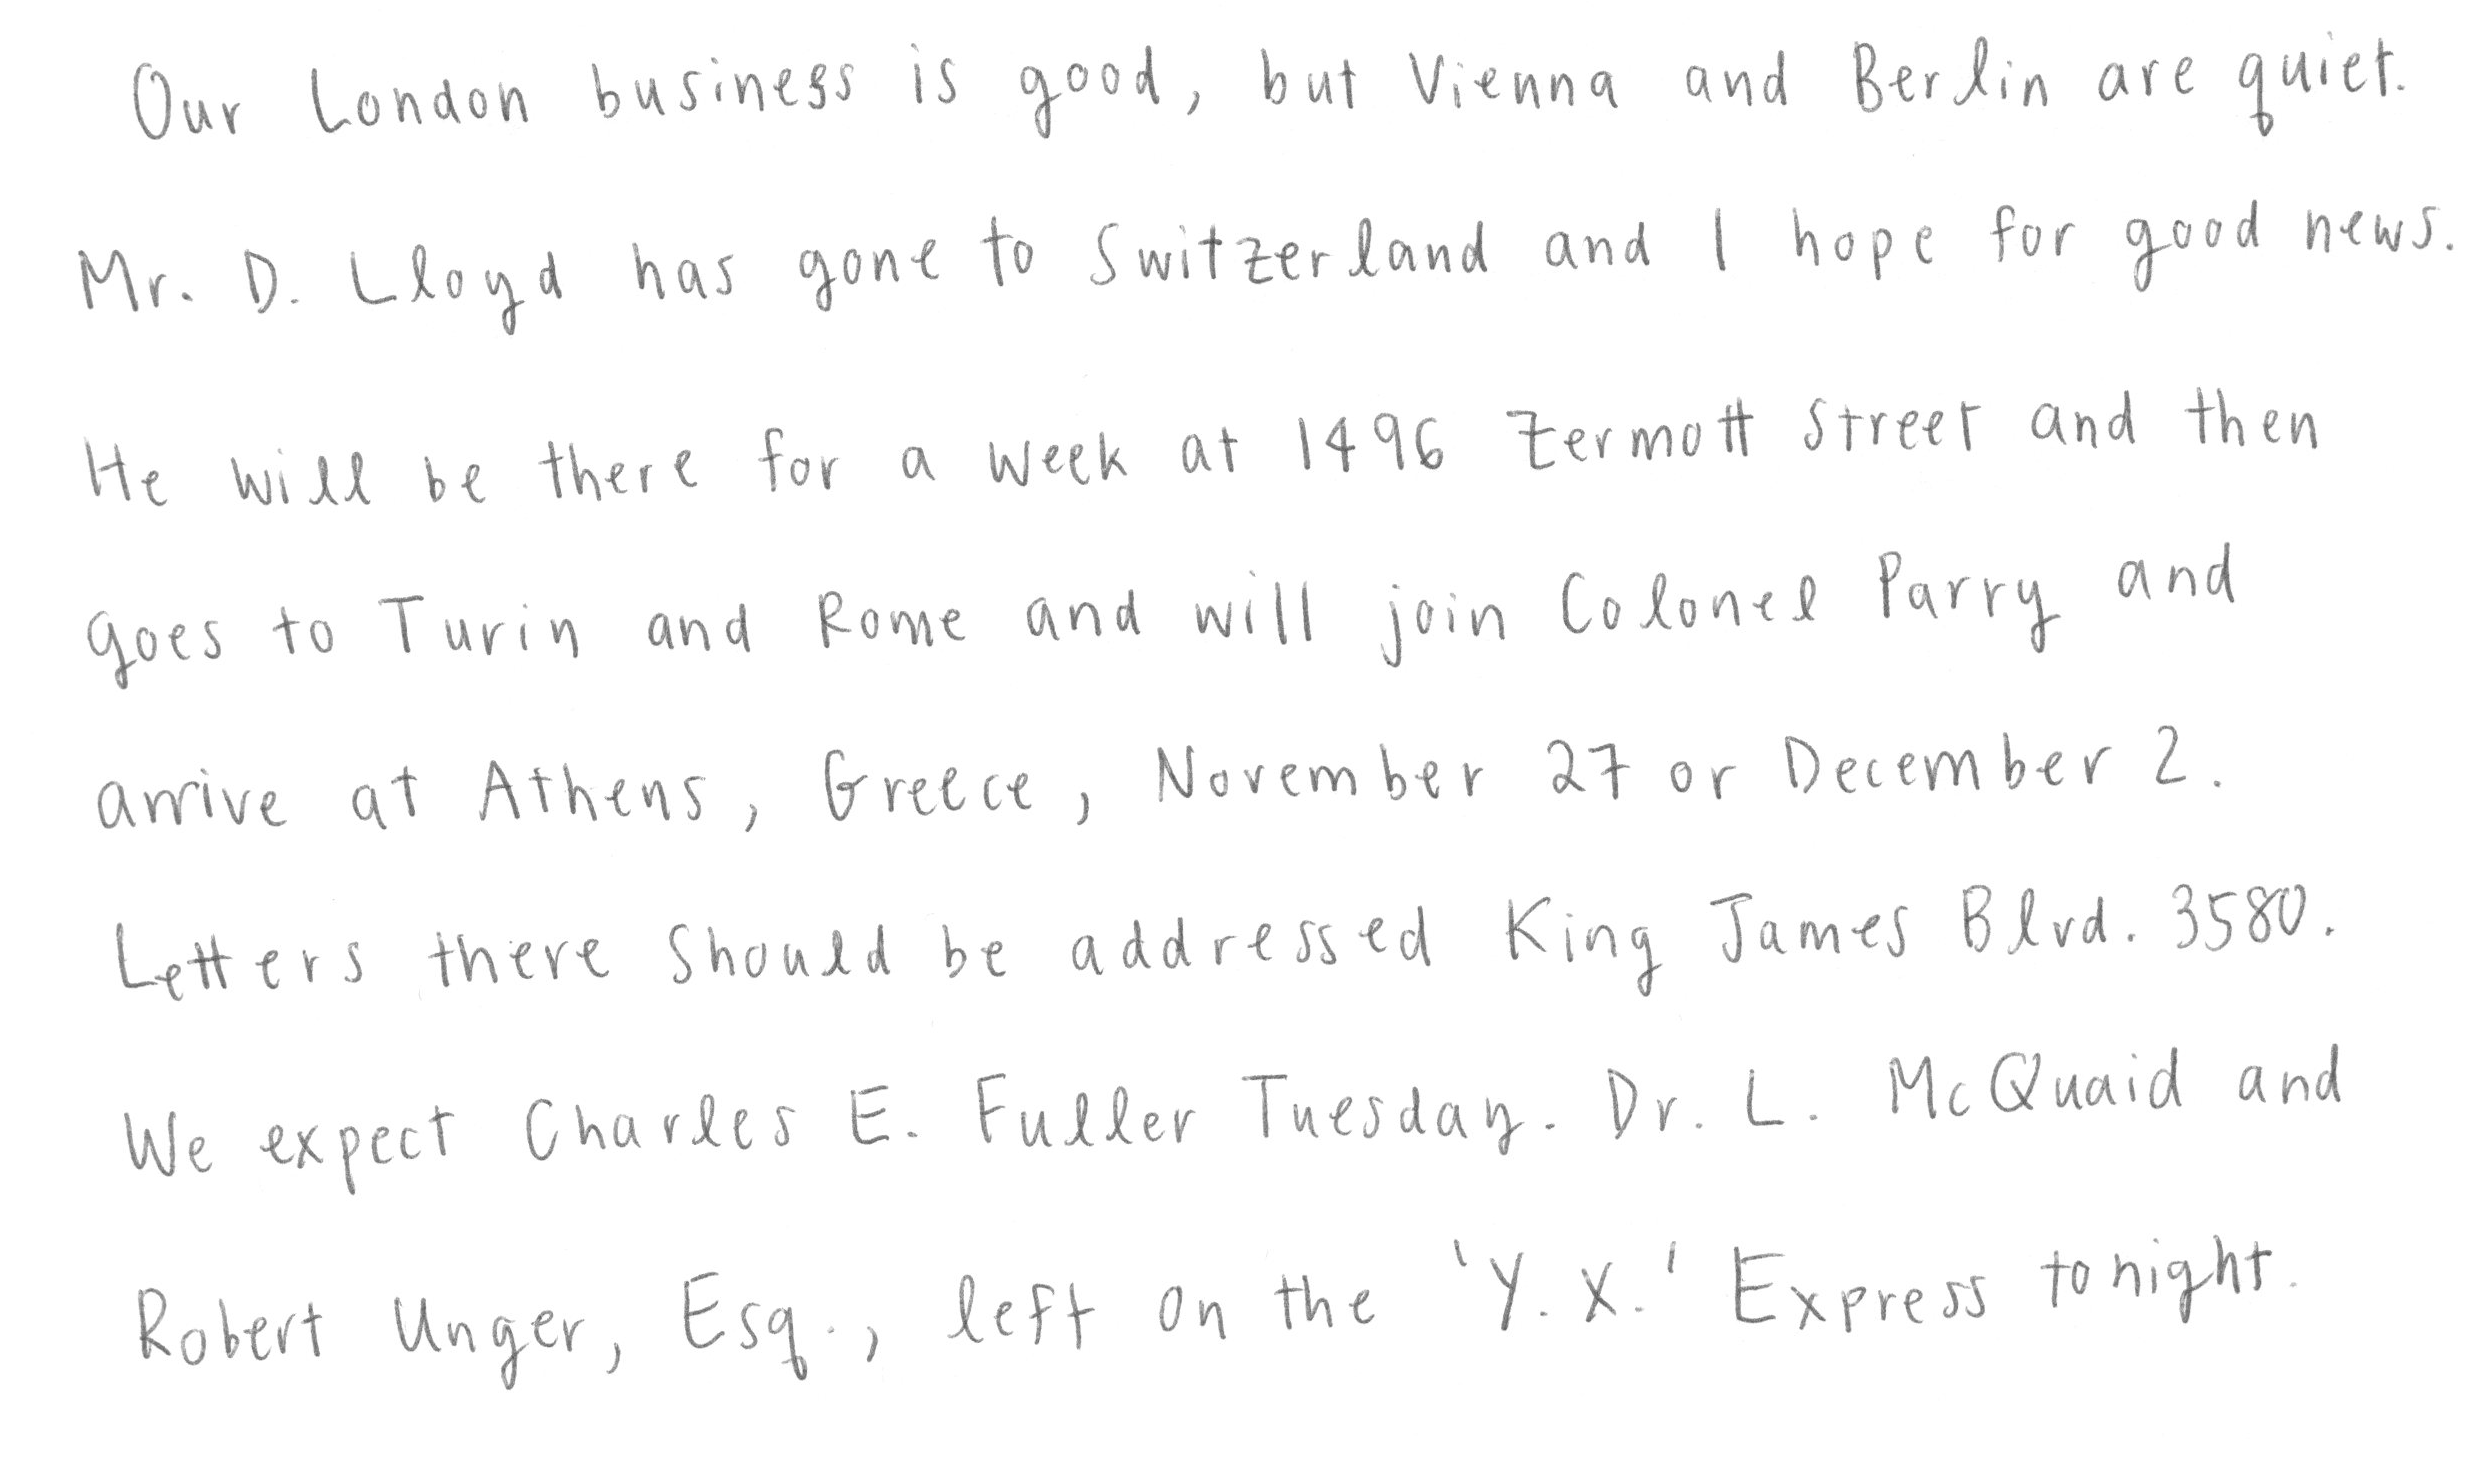 Our London business is good, but Vienna and Berlin are quiet.
Mr. D. Lloyd has gone to Switzerland and I hope for good news.
He will be there for a week at 1496 Zermott Street and then
goes to Turin and Rome and will join Colonel Parry and
arrive at Athens, Greece, November 27 or December 2.
Letters there should be addressed King James Blvd. 3580.
We expect Charles E. Fuller Tuesday. Dr. L. McQuaid and
Robert Unger, Esq., left on the 'Y. X.' Express tonight.